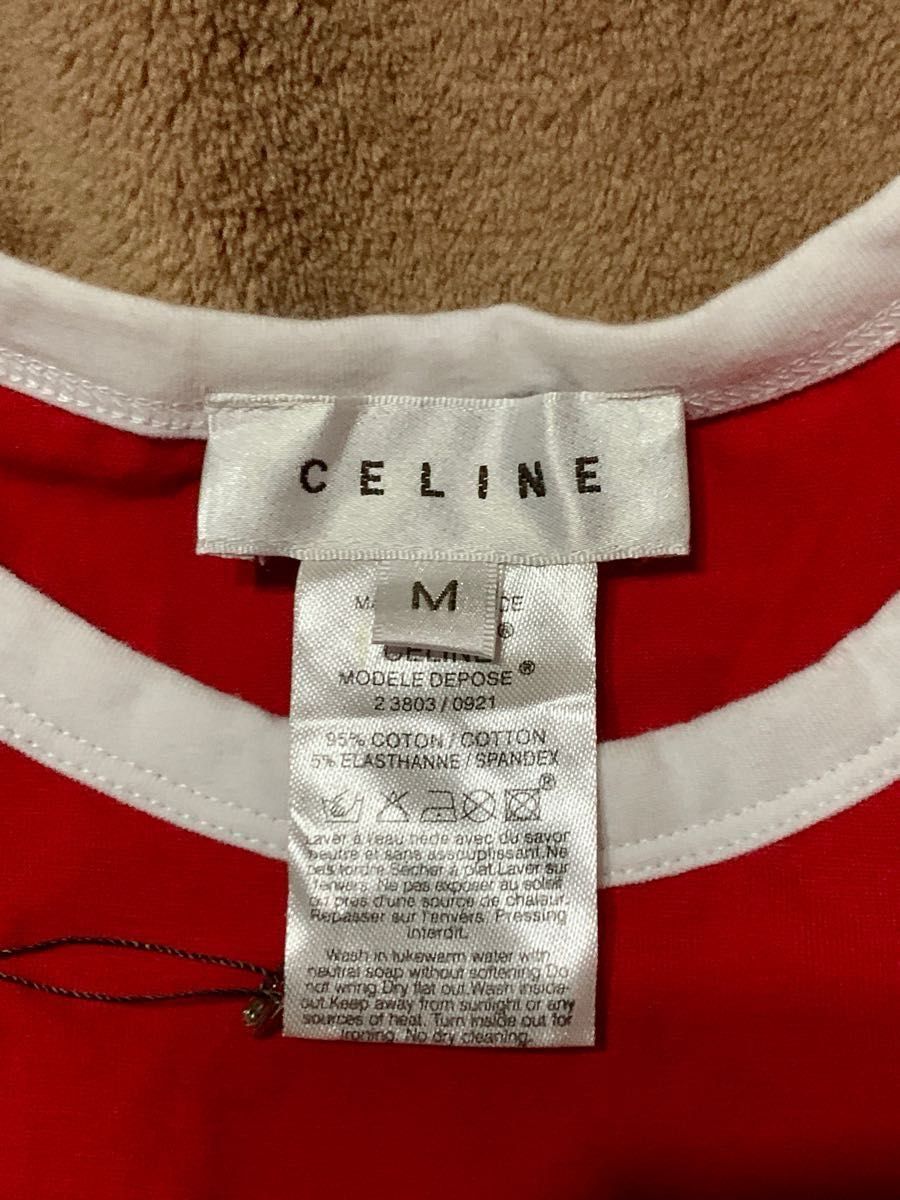 CELINE
M
CELINE®
MODELE DEPOSE®
2 3803 / 0921
95% COTON / COTTON
5% ELASTHANNE / SPANDEX
®
Laver à l'eau tiède avec du savon
neutre et sans assouplissant. Ne
pas tordre. Sécher à plat. Laver sur
l'envers. Ne pas exposer au soleil
ou près d'une source de chaleur.
Repasser sur l'envers. Pressing
interdit.
Wash in lukewarm water with
neutral soap without softening. Do
not wring. Dry flat out. Wash inside-
out. Keep away from sunlight or any
sources of heat. Turn inside out for
ironing. No dry cleaning.